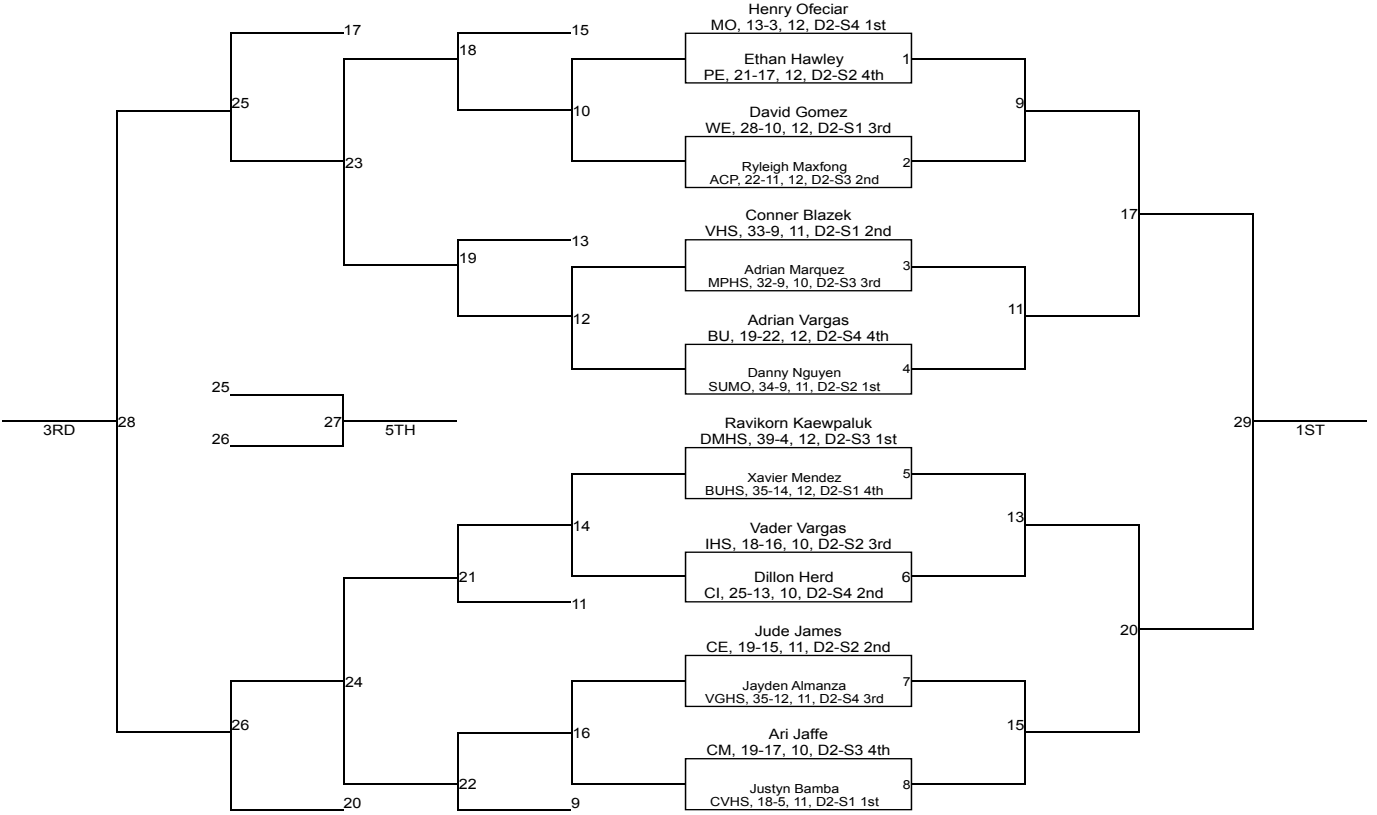 Henry Ofeciar
17
MO, 13-3, 12, D2-S4 1st
15
18
Ethan Hawley
1
PE, 21-17, 12, D2-S2 4th
25
10
David Gomez
9
WE, 28-10, 12, D2-S1 3rd
23
Ryleigh Maxfong
2
ACP, 22-11, 12, D2-S3 2nd
Conner Blazek
17
VHS, 33-9, 11, D2-S1 2nd
13
19
Adrian Marquez
3
MPHS, 32-9, 10, D2-S3 3rd
12
Adrian Vargas
11
BU, 19-22, 12, D2-S4 4th
Danny Nguyen
4
SUMO, 34-9, 11, D2-S2 1st
25
3RD
28
27
5TH
Ravikorn Kaewpaluk
29
1ST
26
DMHS, 39-4, 12, D2-S3 1st
Xavier Mendez
5
BUHS, 35-14, 12, D2-S1 4th
14
Vader Vargas
13
IHS, 18-16, 10, D2-S2 3rd
21
Dillon Herd
6
CI, 25-13, 10, D2-S4 2nd
11
Jude James
20
CE, 19-15, 11, D2-S2 2nd
24
Jayden Almanza
7
VGHS, 35-12, 11, D2-S4 3rd
26
16
Ari Jaffe
15
CM, 19-17, 10, D2-S3 4th
22
Justyn Bamba
8
20
9
CVHS, 18-5, 11, D2-S1 1st